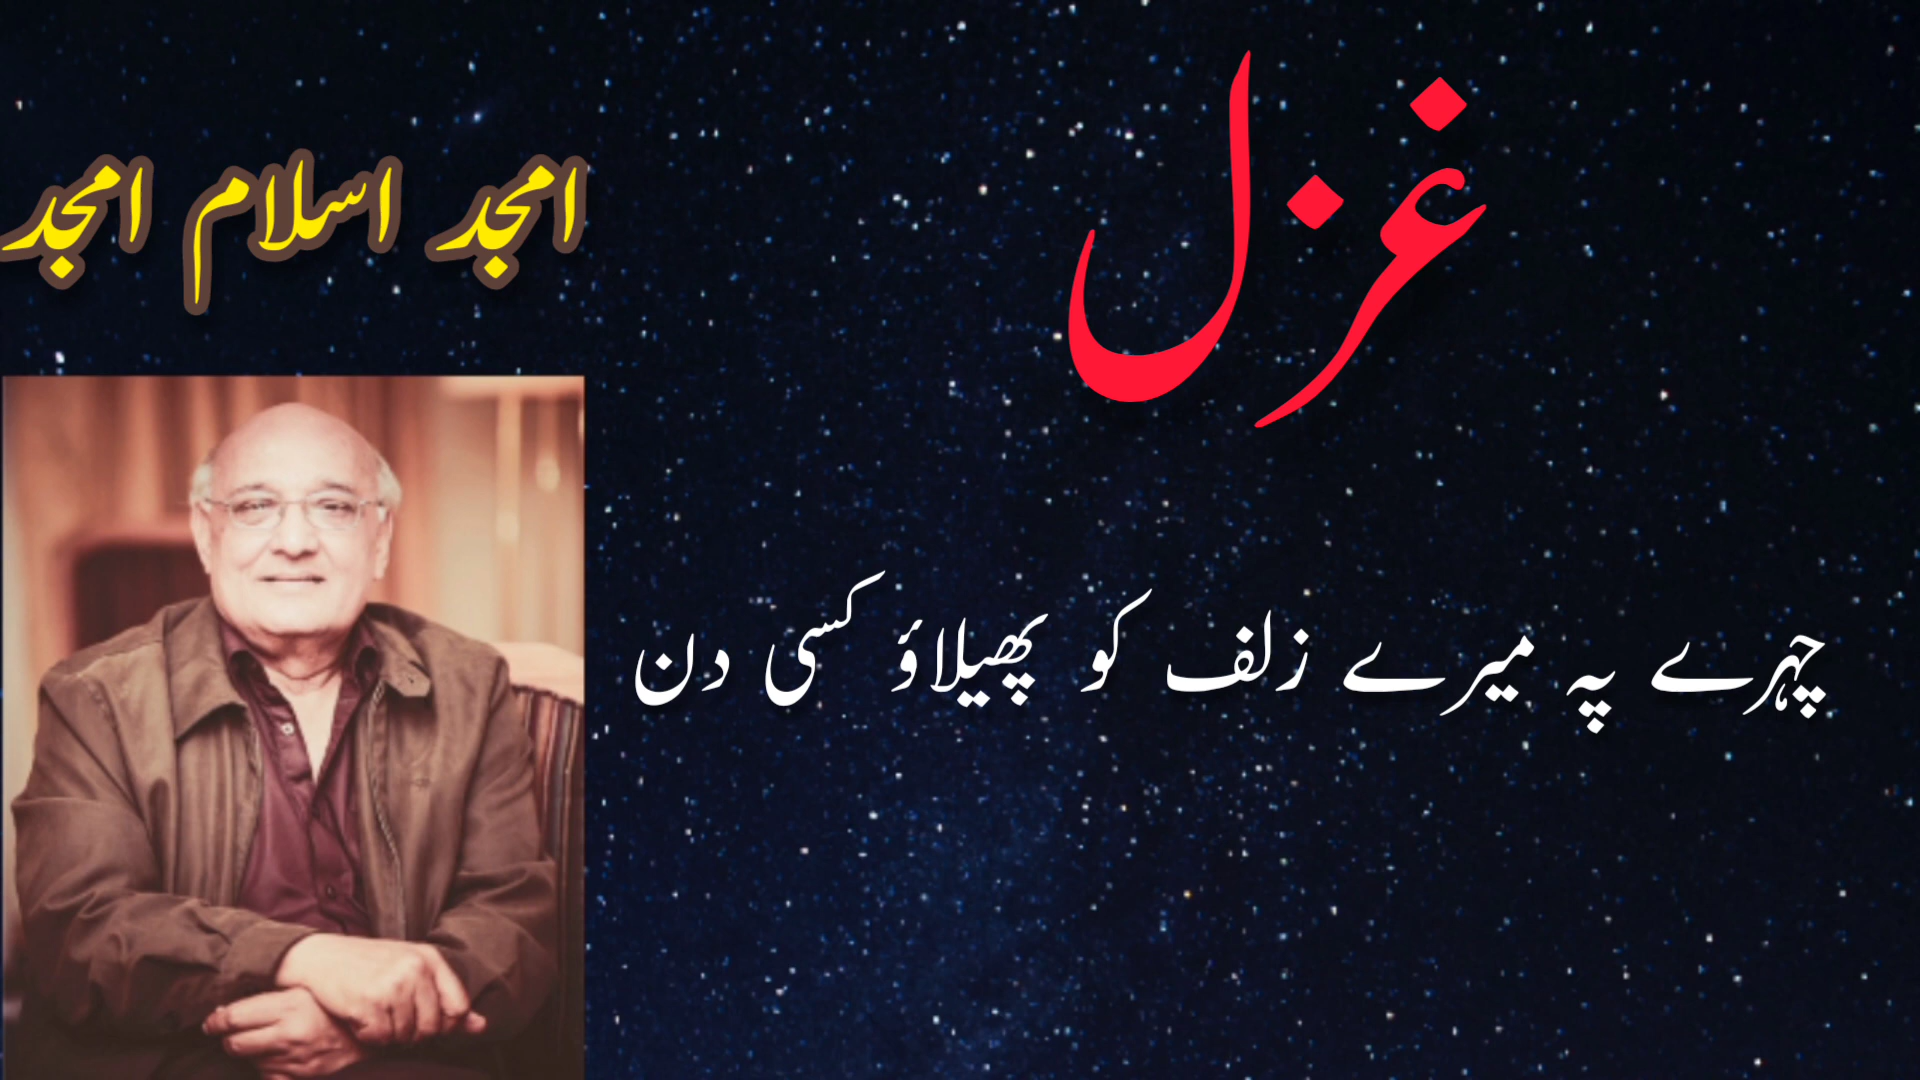 غزل
امجد اسلام امجد
چہرے پہ میرے زلف کو پھیلاؤ کسی دن